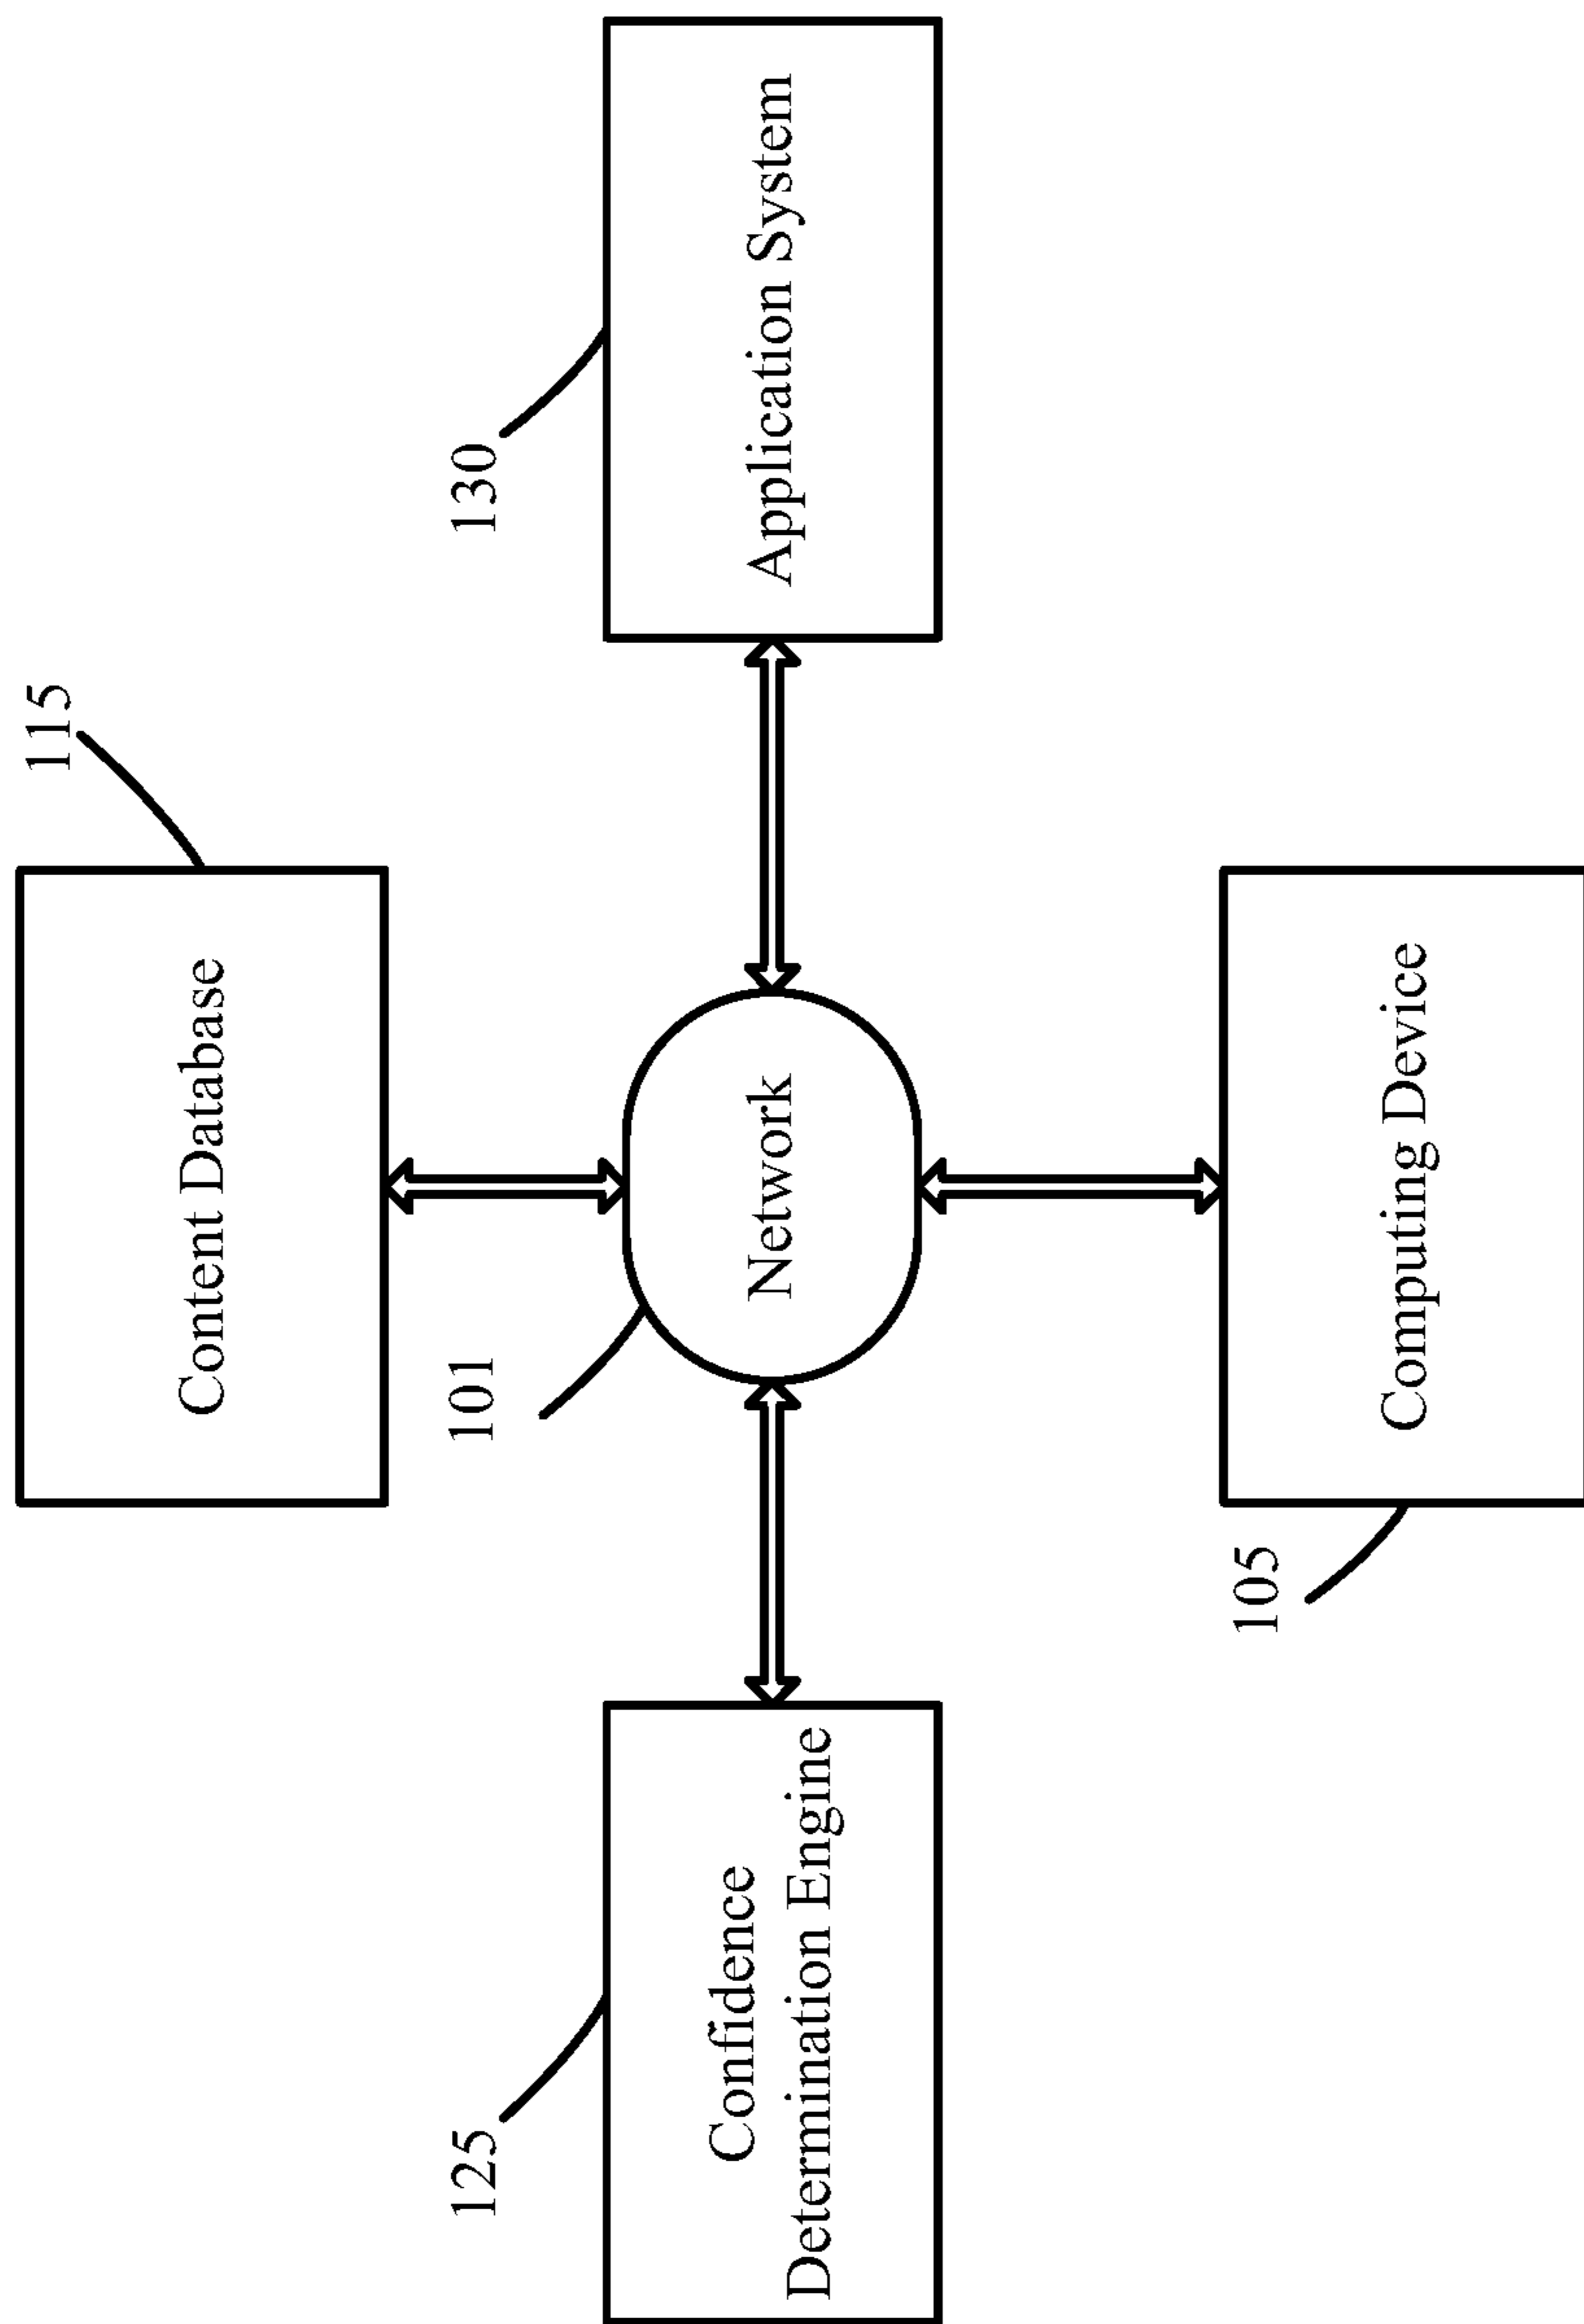 115
Content Database
130
Application System
101
Network
125
Confidence
Determination Engine
105
Computing Device